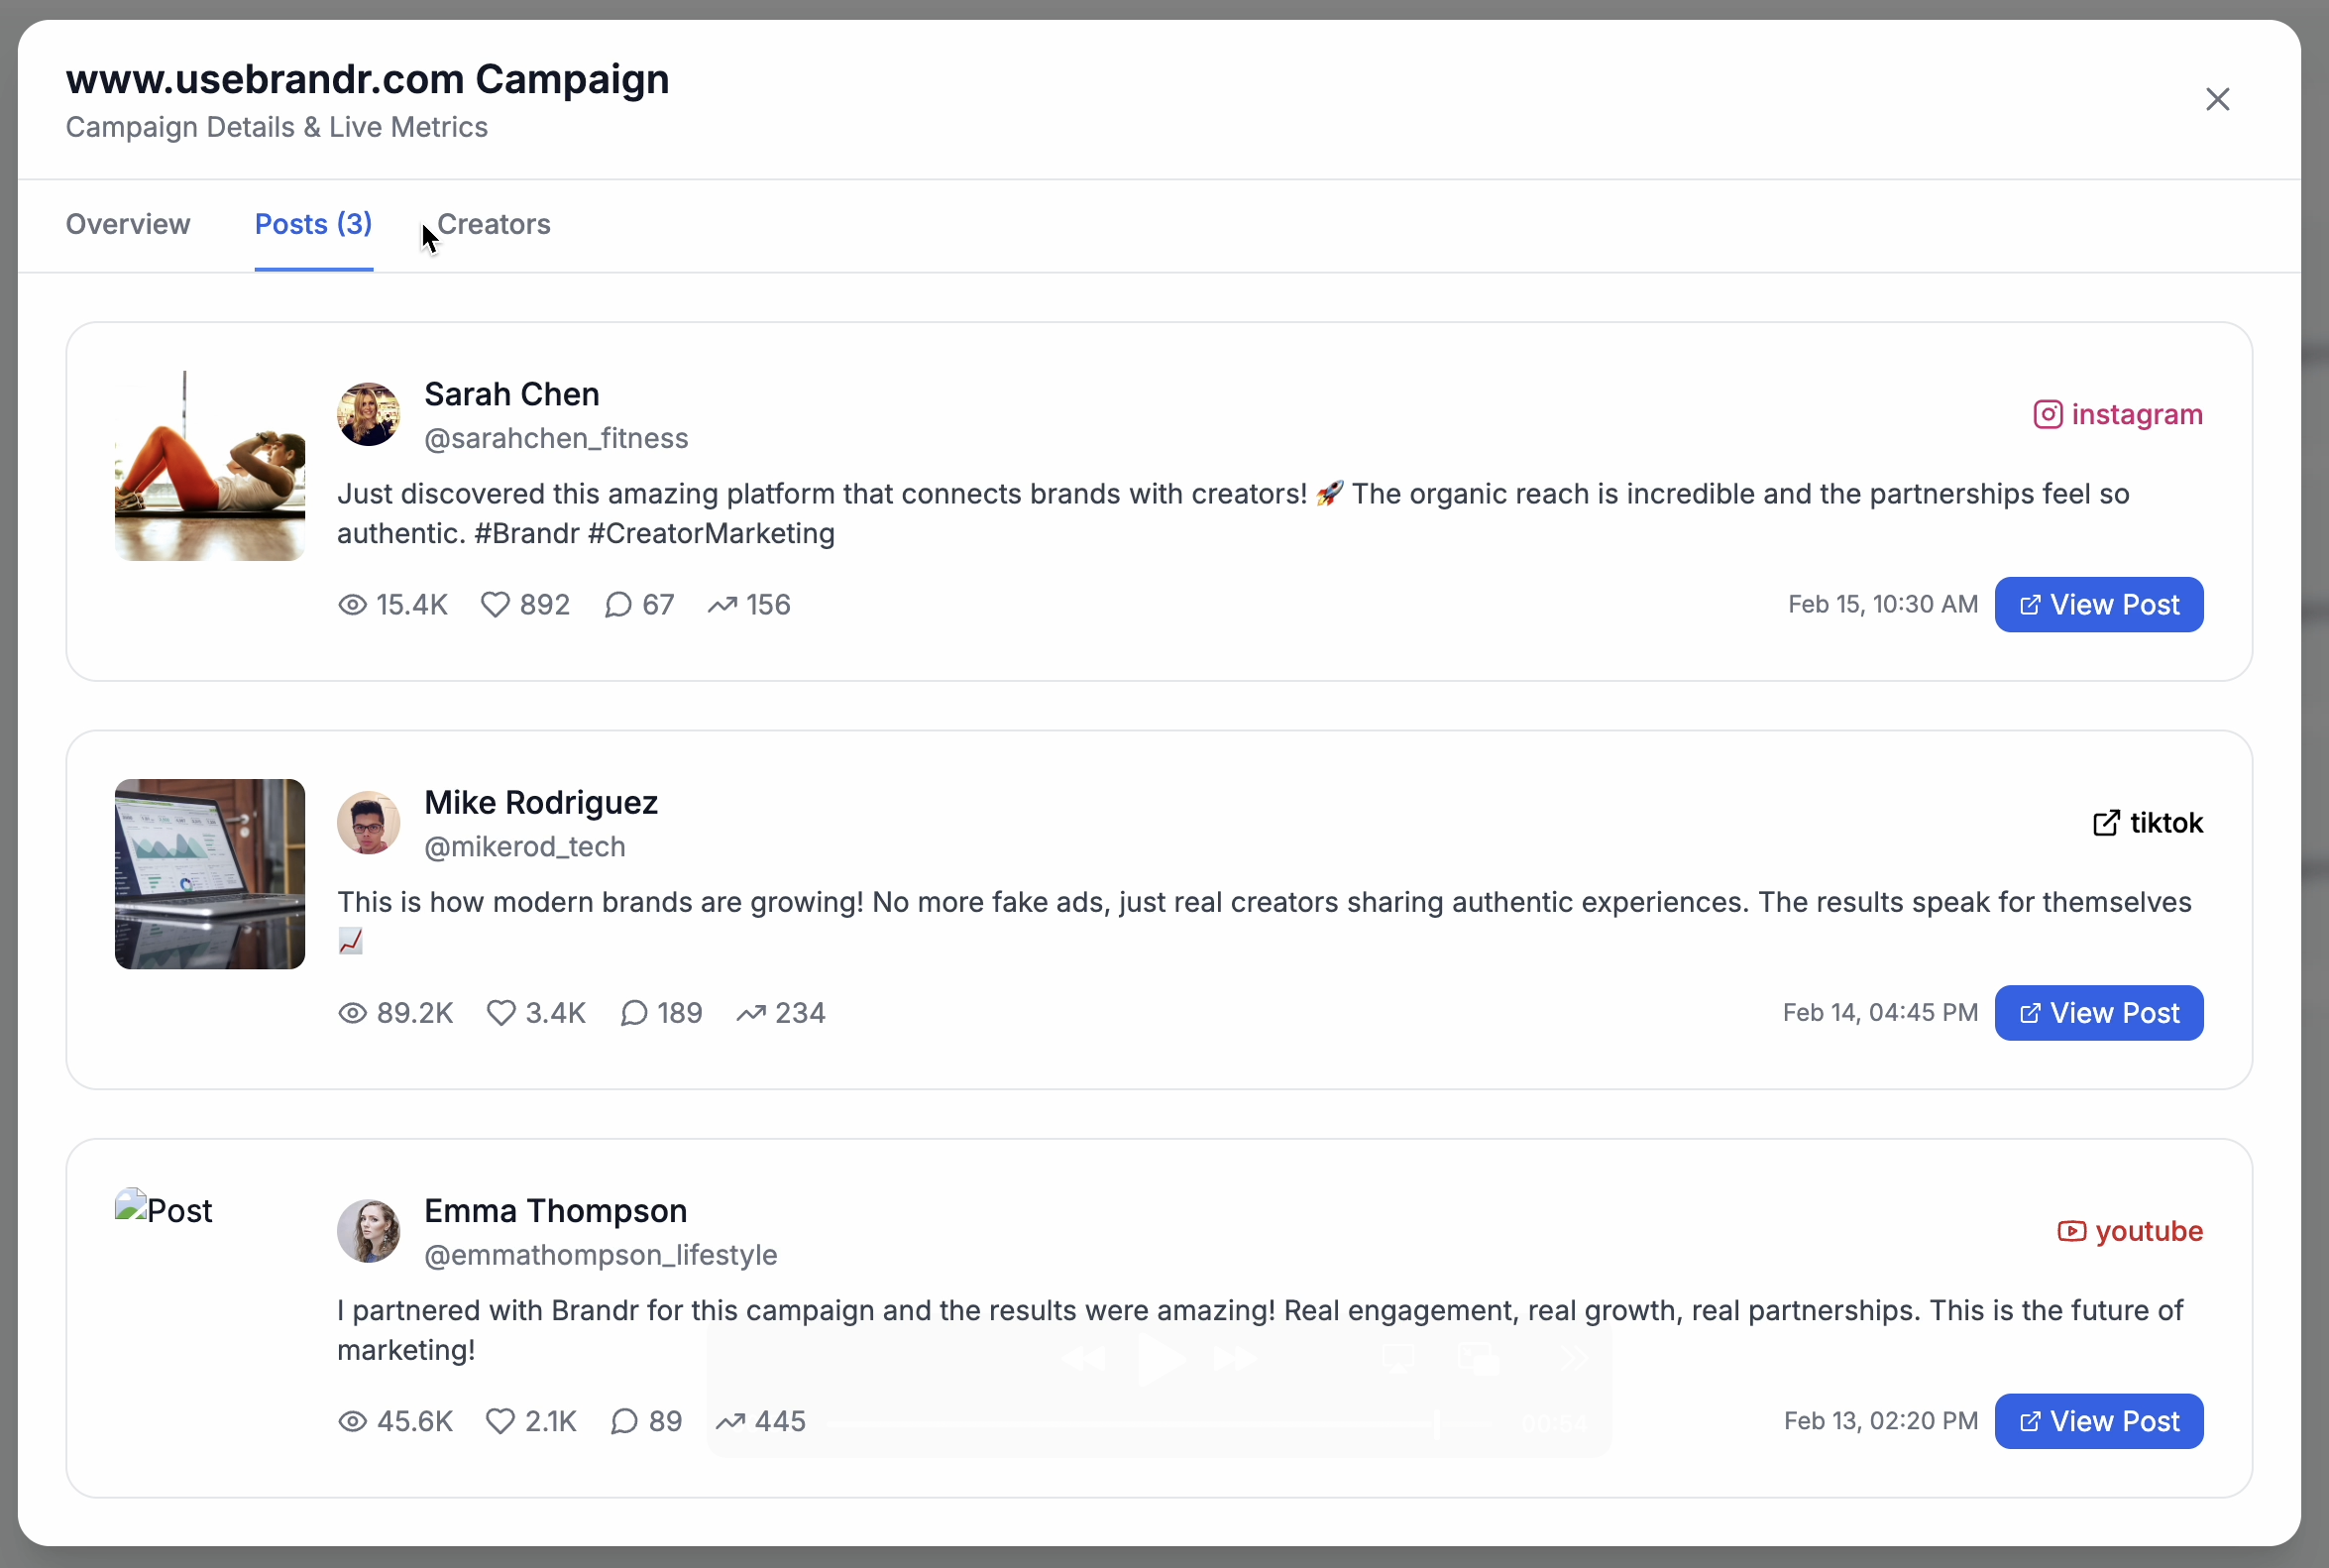 www.usebrandr.com Campaign
Campaign Details & Live Metrics
Overview
Posts (3)
Creators
Sarah Chen
@sarahchen_fitness
instagram
Just discovered this amazing platform that connects brands with creators! 🚀 The organic reach is incredible and the partnerships feel so
authentic. #Brandr #CreatorMarketing
15.4K 892 67 156
Feb 15, 10:30 AM
View Post
Mike Rodriguez
@mikerod_tech
tiktok
This is how modern brands are growing! No more fake ads, just real creators sharing authentic experiences. The results speak for themselves
📈
89.2K 3.4K 189 234
Feb 14, 04:45 PM
View Post
Post
Emma Thompson
@emmathompson_lifestyle
youtube
I partnered with Brandr for this campaign and the results were amazing! Real engagement, real growth, real partnerships. This is the future of
marketing!
45.6K 2.1K 89 445
Feb 13, 02:20 PM
View Post